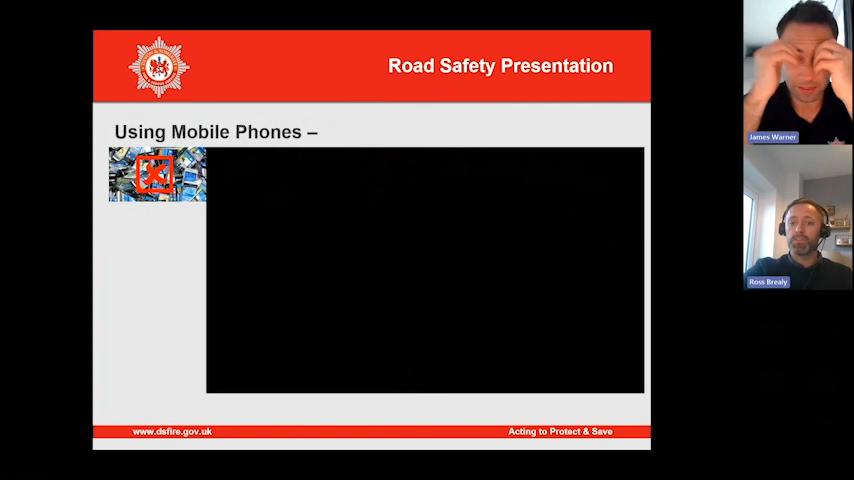 Road Safety Presentation
Using Mobile Phones –
www.dsfire.gov.uk
Acting to Protect & Save
James Warner
Ross Brealy